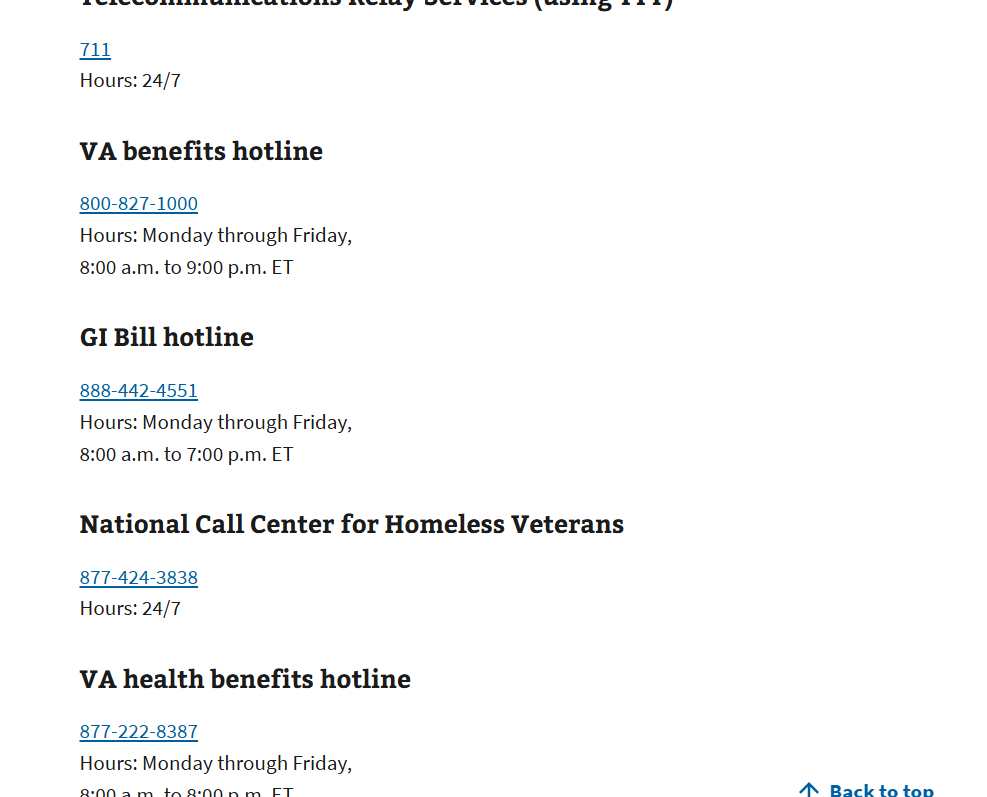 Telecommunications Relay Services (using TTY)
711
Hours: 24/7
VA benefits hotline
800-827-1000
Hours: Monday through Friday,
8:00 a.m. to 9:00 p.m. ET
GI Bill hotline
888-442-4551
Hours: Monday through Friday,
8:00 a.m. to 7:00 p.m. ET
National Call Center for Homeless Veterans
877-424-3838
Hours: 24/7
VA health benefits hotline
877-222-8387
Hours: Monday through Friday,
8:00 a.m. to 8:00 p.m. ET
Back to top